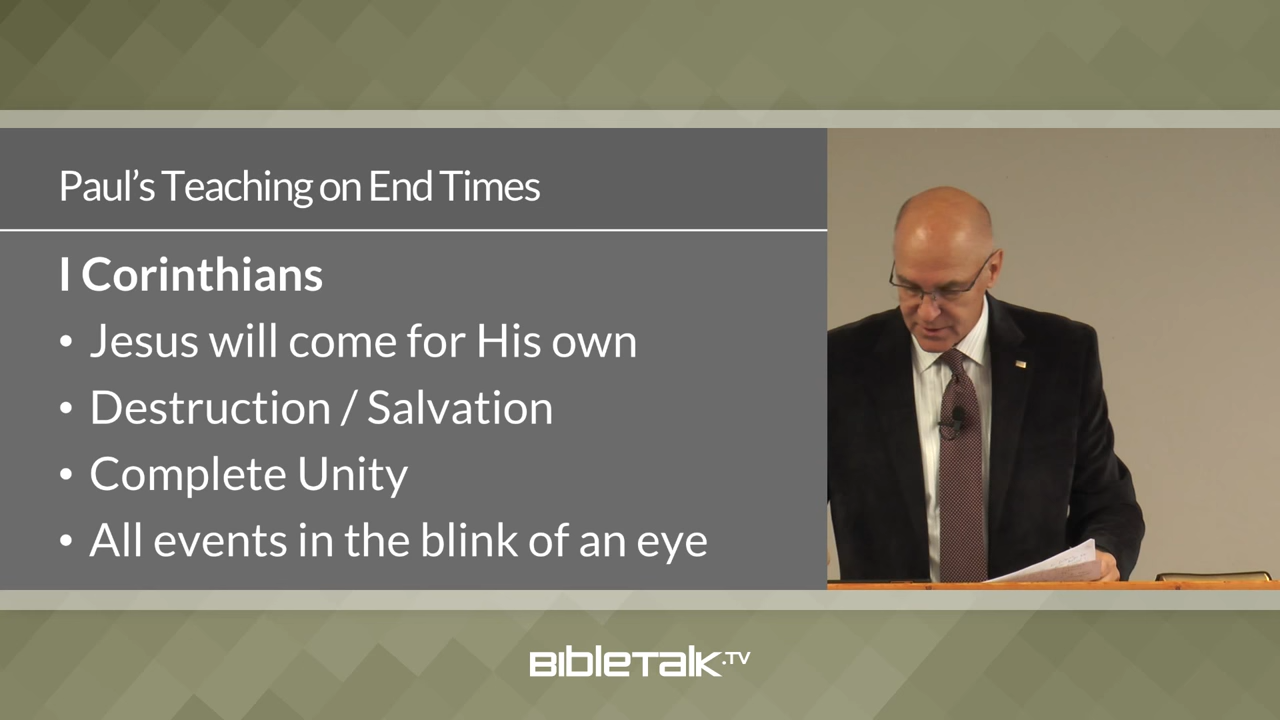 Paul's Teaching on End Times
I Corinthians
• Jesus will come for His own
• Destruction / Salvation
• Complete Unity
• All events in the blink of an eye
BibleTalk.TV